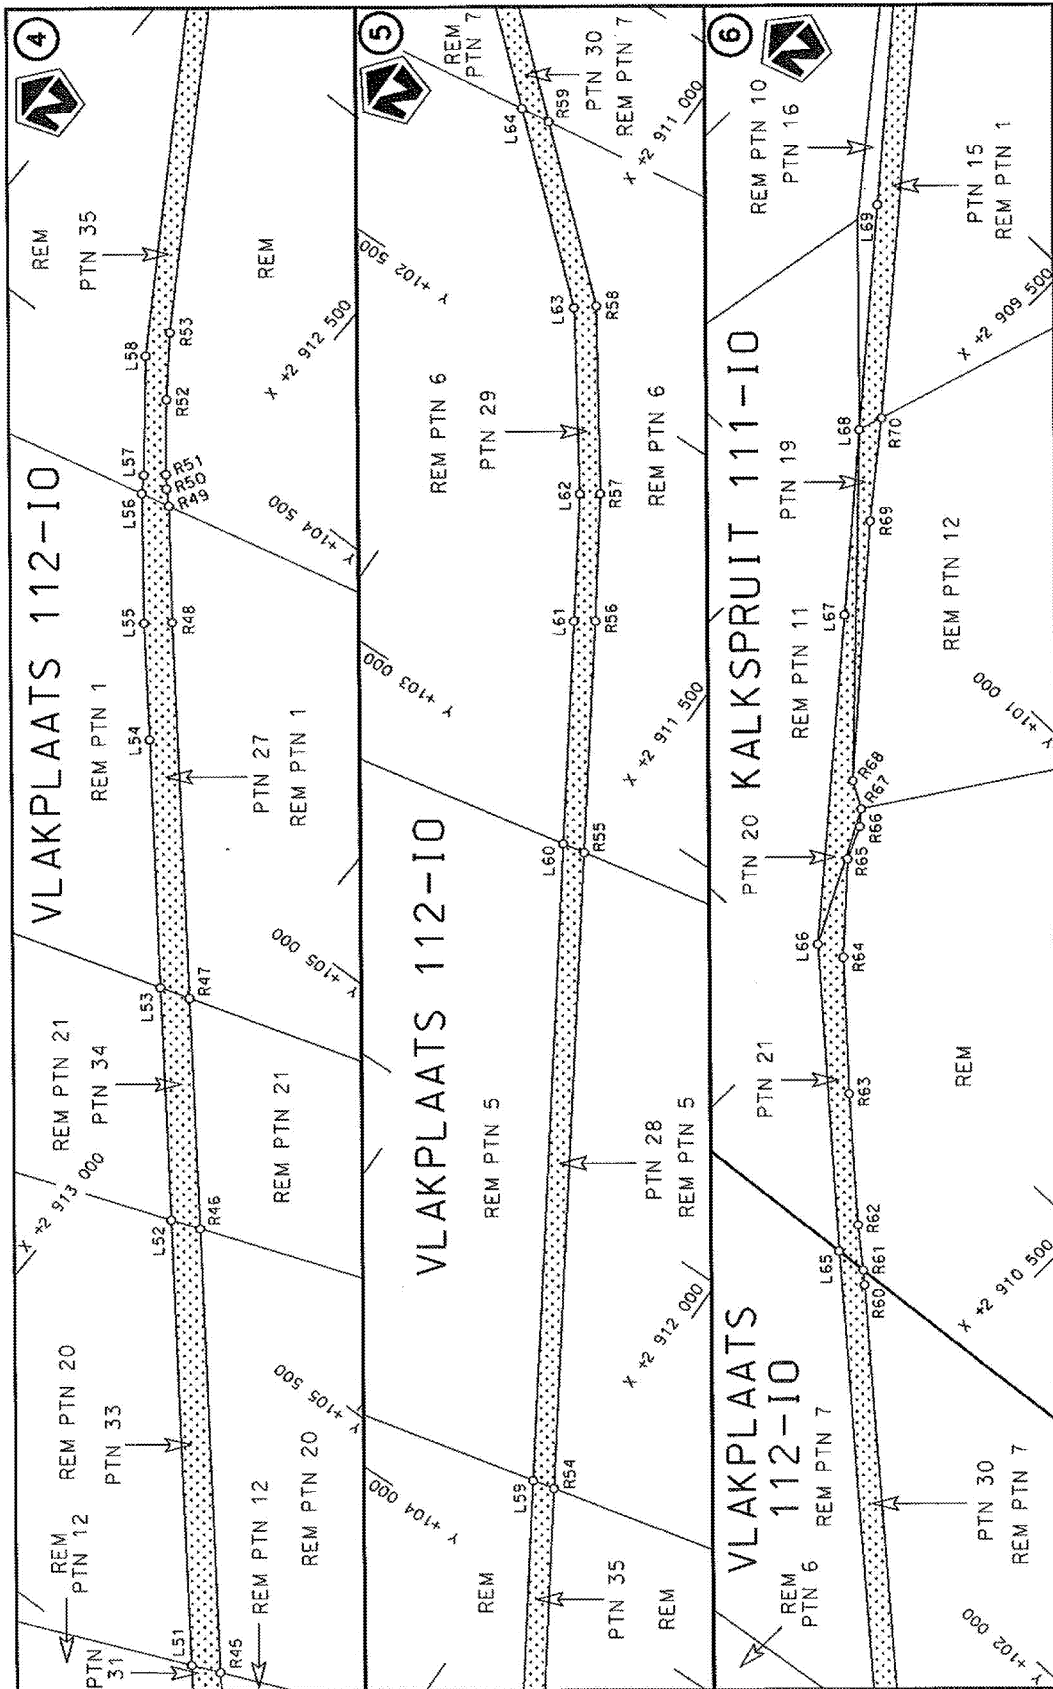 4
VLAKPLAATS 112-IO
REM
PTN 12
REM PTN 20
PTN 33
REM PTN 21
PTN 34
REM PTN 1
REM
PTN 35
X +2 913 000
PTN
31
L51
L52
L53
L54
L55
L56
L57
L58
R45
R46
R47
R48
R49
R50
R51
R52
R53
REM PTN 12
REM PTN 20
REM PTN 21
PTN 27
REM PTN 1
REM
Y +105 500
Y +105 000
Y +104 500
X +2 912 500
5
VLAKPLAATS 112-IO
REM
REM PTN 5
REM PTN 6
PTN 29
REM
PTN 7
Y +104 000
Y +103 000
Y +102 500
L59
L60
L61
L62
L63
L64
R54
R55
R56
R57
R58
R59
PTN 35
REM
PTN 28
REM PTN 5
REM PTN 6
PTN 30
REM PTN 7
X +2 912 000
X +2 911 500
X +2 911 000
6
VLAKPLAATS
112-IO
KALKSPRUIT 111-IO
REM
PTN 6
REM PTN 7
PTN 21
PTN 20
REM PTN 11
PTN 19
REM PTN 10
PTN 16
L65
L66
L67
L68
L69
R60
R61
R62
R63
R64
R65
R66
R67
R68
R69
R70
PTN 30
REM PTN 7
REM
REM PTN 12
PTN 15
REM PTN 1
Y +102 000
X +2 910 500
Y +101 000
X +2 909 500